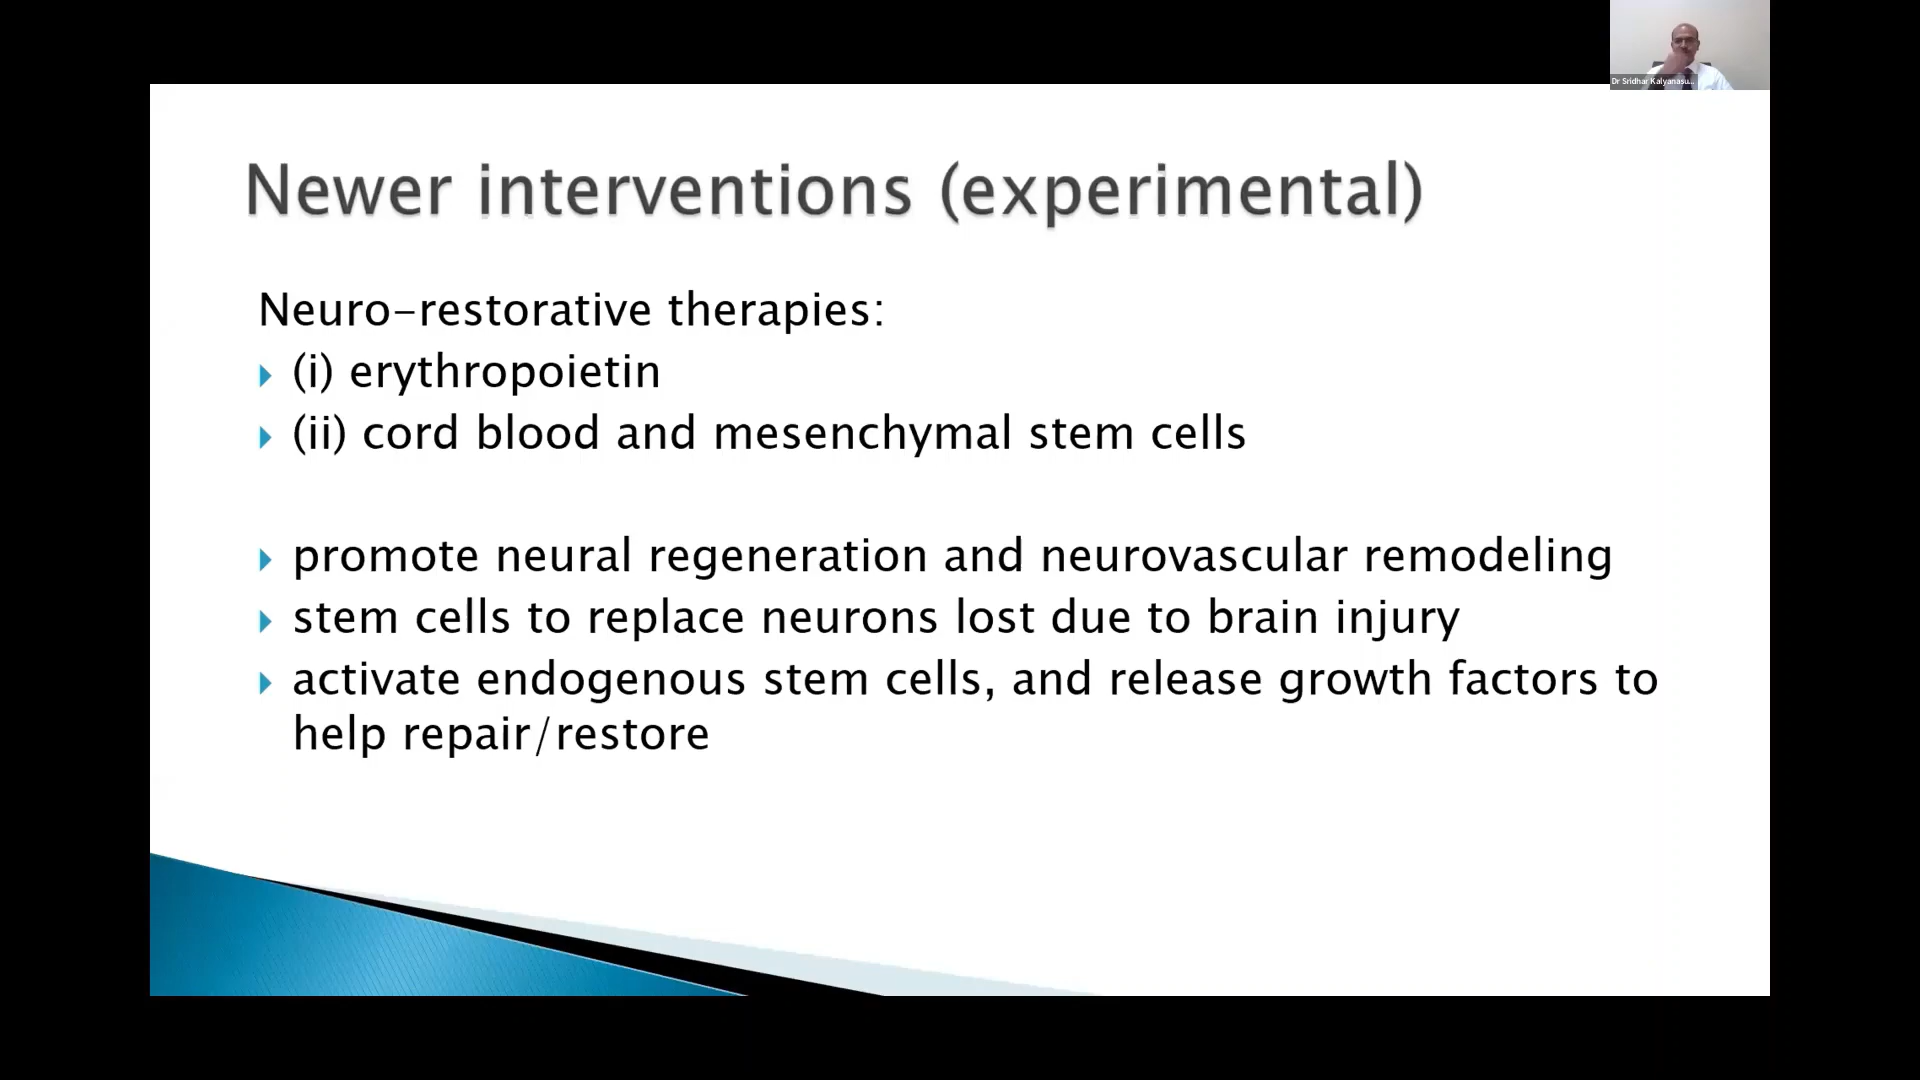 Dr Sridhar Kalyanasu...
Newer interventions (experimental)
Neuro-restorative therapies:
(i) erythropoietin
(ii) cord blood and mesenchymal stem cells
promote neural regeneration and neurovascular remodeling
stem cells to replace neurons lost due to brain injury
activate endogenous stem cells, and release growth factors to
help repair/restore